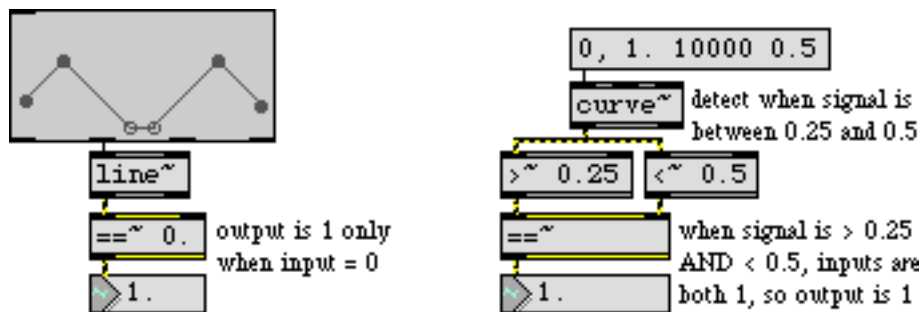 line~
==~ 0.
output is 1 only
when input = 0
1.
0, 1. 10000 0.5
curve~
detect when signal is
between 0.25 and 0.5
>~ 0.25
<~ 0.5
==~
when signal is > 0.25
AND < 0.5, inputs are
both 1, so output is 1
1.